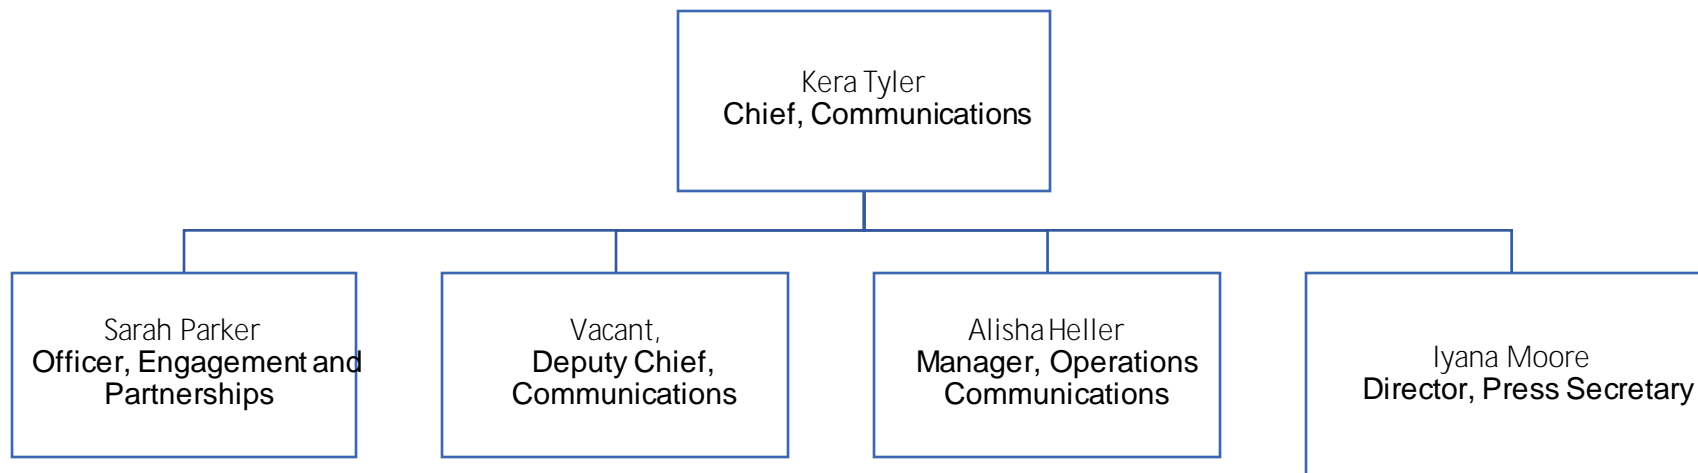 Kera Tyler
Chief, Communications
Sarah Parker
Officer, Engagement and
Partnerships
Vacant,
Deputy Chief,
Communications
Alisha Heller
Manager, Operations
Communications
Iyana Moore
Director, Press Secretary